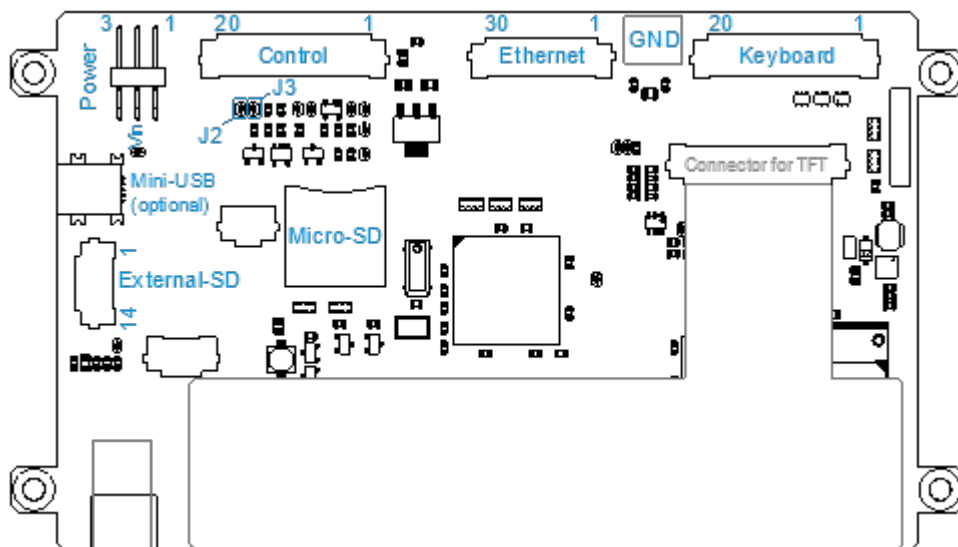 3 1
20 1
30 1
20 1
Power
Control
Ethernet
GND
Keyboard
J3
J2
Vin
Connector for TFT
Mini-USB
(optional)
Micro-SD
1
External-SD
14